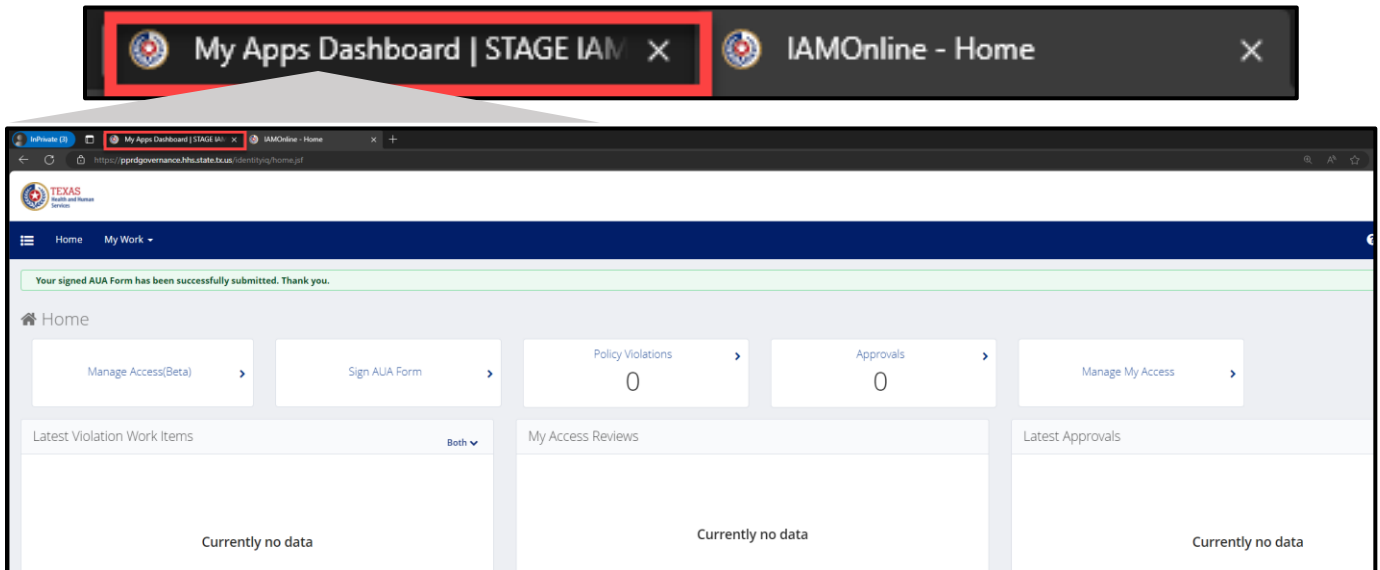 My Apps Dashboard | STAGE IAM
IAMOnline - Home
InPrivate (3)
My Apps Dashboard | STAGE IAM
IAMOnline - Home
https://pprdgovernance.hhs.state.tx.us/identityiq/home.jsf
TEXAS
Health and Human
Services
Home My Work
Your signed AUA Form has been successfully submitted. Thank you.
Home
Manage Access(Beta)
Sign AUA Form
Policy Violations
0
Approvals
0
Manage My Access
Latest Violation Work Items
Both
My Access Reviews
Latest Approvals
Currently no data
Currently no data
Currently no data